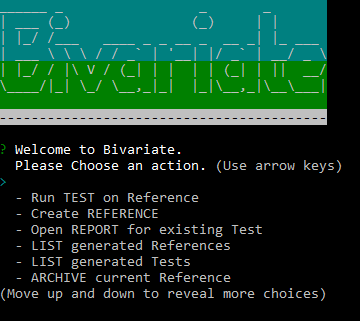 Bivariate
? Welcome to Bivariate.
Please Choose an action. (Use arrow keys)
>
- Run TEST on Reference
- Create REFERENCE
- Open REPORT for existing Test
- LIST generated References
- LIST generated Tests
- ARCHIVE current Reference
(Move up and down to reveal more choices)